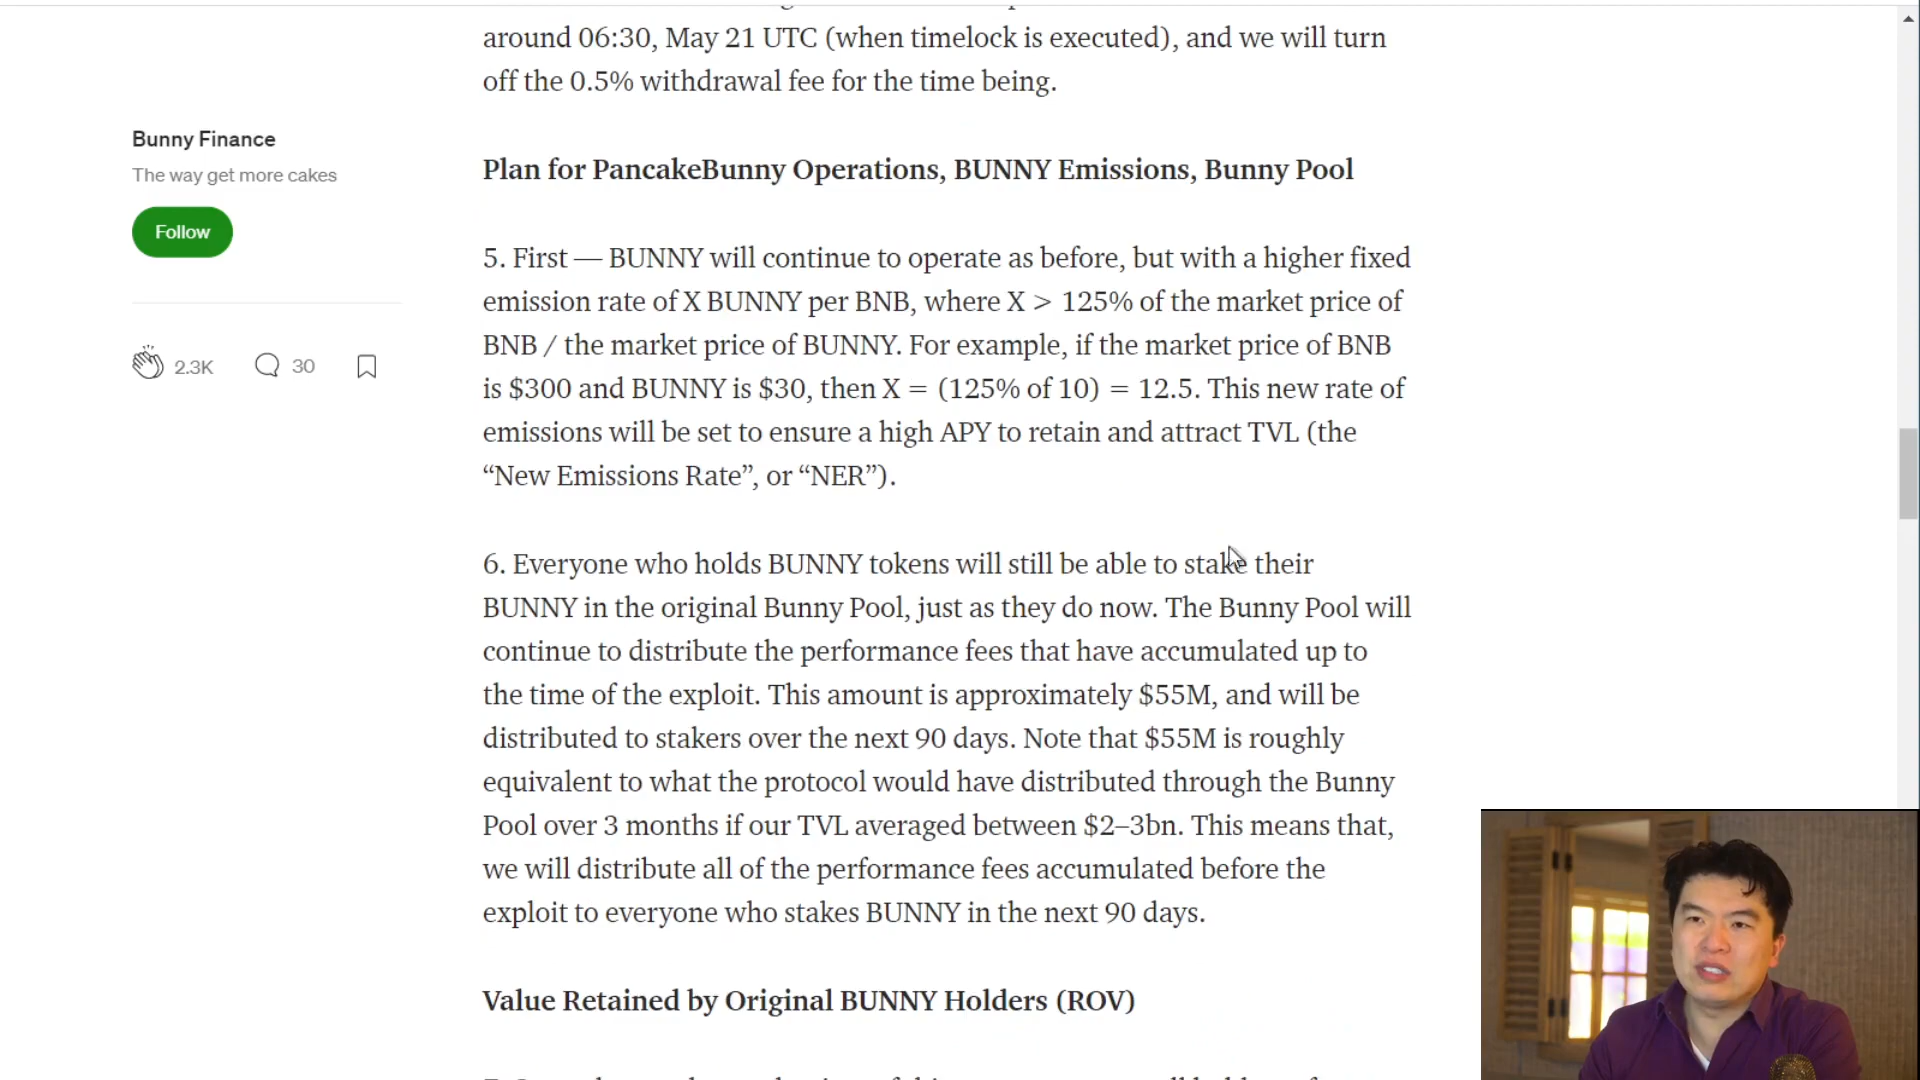 around 06:30, May 21 UTC (when timelock is executed), and we will turn
off the 0.5% withdrawal fee for the time being.
Bunny Finance
The way get more cakes
Follow
2.3K
30
Plan for PancakeBunny Operations, BUNNY Emissions, Bunny Pool
5. First — BUNNY will continue to operate as before, but with a higher fixed
emission rate of X BUNNY per BNB, where X > 125% of the market price of
BNB / the market price of BUNNY. For example, if the market price of BNB
is $300 and BUNNY is $30, then X = (125% of 10) = 12.5. This new rate of
emissions will be set to ensure a high APY to retain and attract TVL (the
“New Emissions Rate”, or “NER”).
6. Everyone who holds BUNNY tokens will still be able to stake their
BUNNY in the original Bunny Pool, just as they do now. The Bunny Pool will
continue to distribute the performance fees that have accumulated up to
the time of the exploit. This amount is approximately $55M, and will be
distributed to stakers over the next 90 days. Note that $55M is roughly
equivalent to what the protocol would have distributed through the Bunny
Pool over 3 months if our TVL averaged between $2–3bn. This means that,
we will distribute all of the performance fees accumulated before the
exploit to everyone who stakes BUNNY in the next 90 days.
Value Retained by Original BUNNY Holders (ROV)